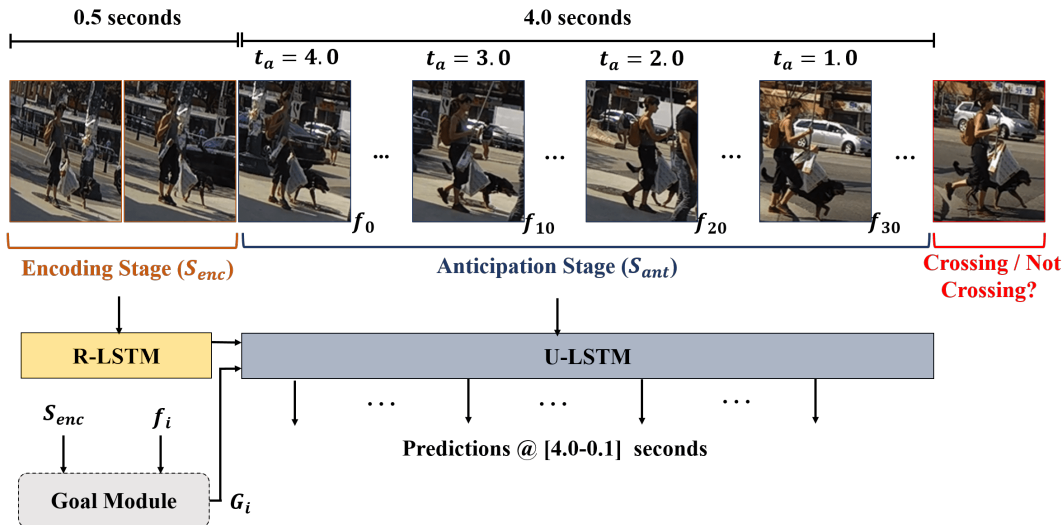 0.5 seconds
4.0 seconds
t_a = 4.0
t_a = 3.0
t_a = 2.0
t_a = 1.0
...
...
...
...
f_0
f_10
f_20
f_30
Encoding Stage (S_enc)
Anticipation Stage (S_ant)
Crossing / Not
Crossing?
R-LSTM
U-LSTM
S_enc
f_i
...
...
...
Predictions @ [4.0-0.1] seconds
Goal Module
G_i